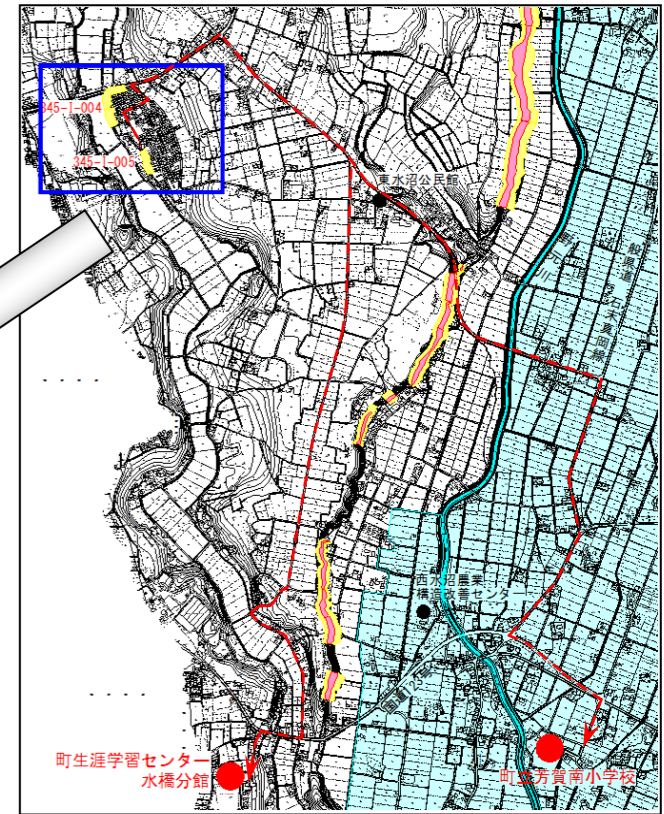 345-I-004
345-I-005
東水沼公民館
西水沼農業
構造改善センタ
町生涯学習センター
水橋分館
町立芳賀南小学校